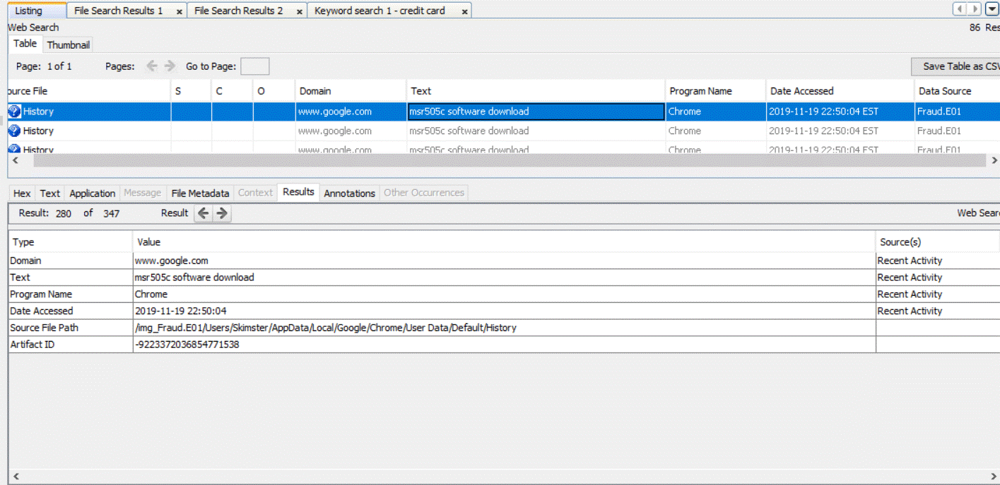 Listing File Search Results 1 x File Search Results 2 x Keyword search 1 - credit card x
Web Search 86 Res
Table Thumbnail
Page: 1 of 1 Pages: Go to Page: Save Table as CSV
ource File S C O Domain Text Program Name Date Accessed Data Source
History www.google.com msr505c software download Chrome 2019-11-19 22:50:04 EST Fraud.E01
History www.google.com msr505c software download Chrome 2019-11-19 22:50:04 EST Fraud.E01
History www.google.com msr505c software download Chrome 2019-11-19 22:50:04 EST Fraud.E01
Hex Text Application Message File Metadata Context Results Annotations Other Occurrences
Result: 280 of 347 Result Web Sear
Type Value Source(s)
Domain www.google.com Recent Activity
Text msr505c software download Recent Activity
Program Name Chrome Recent Activity
Date Accessed 2019-11-19 22:50:04 Recent Activity
Source File Path /img_Fraud.E01/Users/Skimster/AppData/Local/Google/Chrome/User Data/Default/History
Artifact ID -9223372036854771538